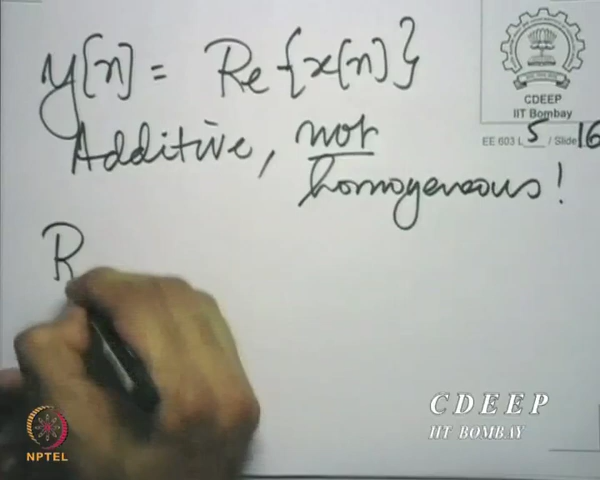 y[n] = Re{x[n]}
Additive, not
homogeneous!
R
CDEEP
IIT Bombay
EE 603 L 5 / Slide 16
CDEEP
IIT BOMBAY
NPTEL